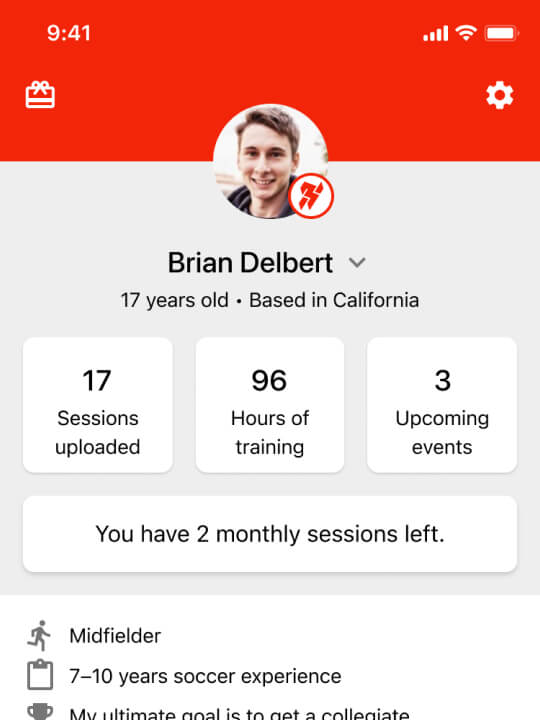 9:41
Brian Delbert
17 years old • Based in California
17
Sessions
uploaded
96
Hours of
training
3
Upcoming
events
You have 2 monthly sessions left.
Midfielder
7–10 years soccer experience
My ultimate goal is to get a collegiate